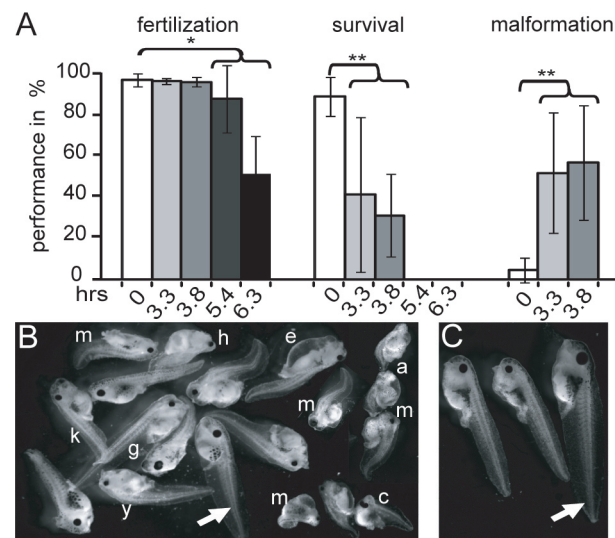 A
fertilization survival malformation
* ** **
performance in %
100
80
60
40
20
0
hrs 0 3.3 3.8 5.4 6.3 0 3.3 3.8 5.4 6.3 0 3.3 3.8
B C
m h e a
m m
k g
y m c